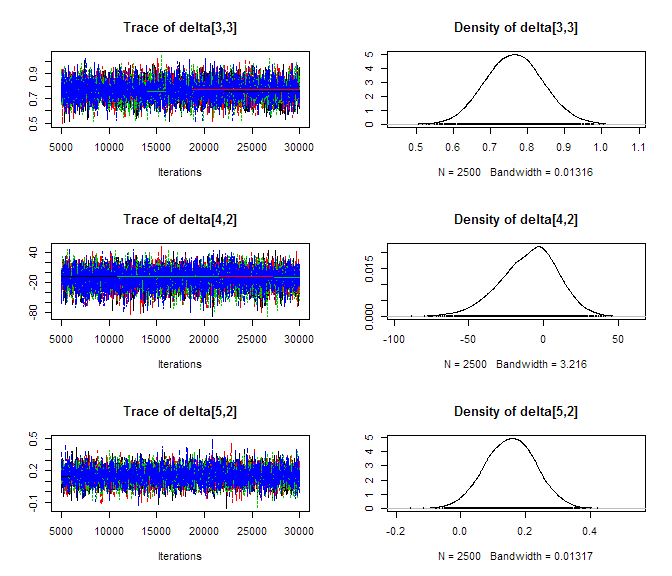 Trace of delta[3,3]
0.5 0.7 0.9
5000 10000 15000 20000 25000 30000
Iterations
Density of delta[3,3]
0 1 2 3 4 5
0.5 0.6 0.7 0.8 0.9 1.0 1.1
N = 2500 Bandwidth = 0.01316
Trace of delta[4,2]
-80 -20 40
5000 10000 15000 20000 25000 30000
Iterations
Density of delta[4,2]
0.000 0.015
-100 -50 0 50
N = 2500 Bandwidth = 3.216
Trace of delta[5,2]
-0.1 0.2 0.5
5000 10000 15000 20000 25000 30000
Iterations
Density of delta[5,2]
0 1 2 3 4 5
-0.2 0.0 0.2 0.4
N = 2500 Bandwidth = 0.01317